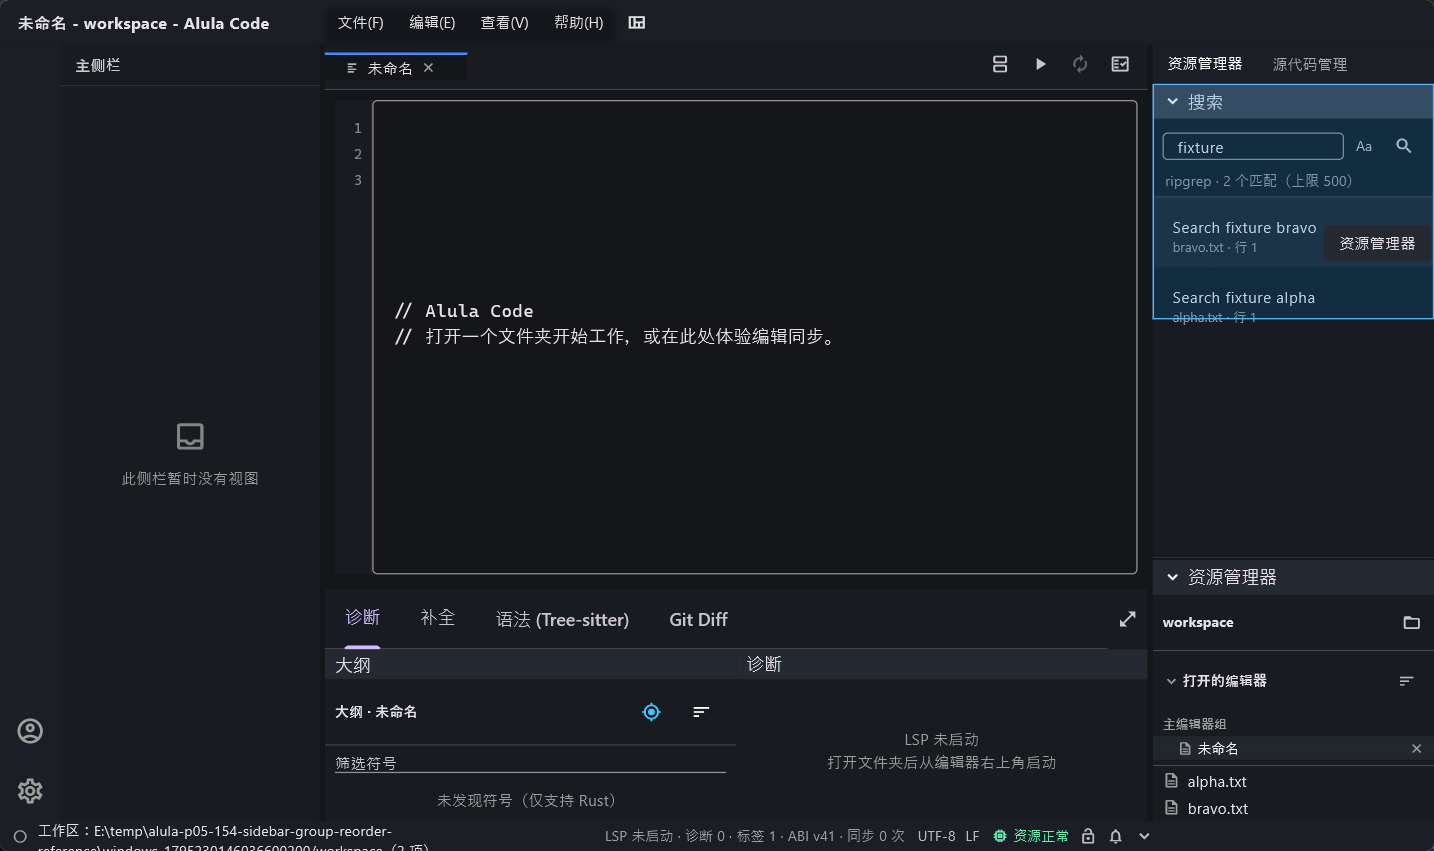 未命名 - workspace - Alula Code
文件(F) 编辑(E) 查看(V) 帮助(H)
主侧栏
未命名
资源管理器 源代码管理
搜索
fixture
Aa
ripgrep · 2 个匹配（上限 500）
Search fixture bravo
bravo.txt · 行 1
资源管理器
Search fixture alpha
alpha.txt · 行 1
1
2
3
// Alula Code
// 打开一个文件夹开始工作, 或在此处体验编辑同步。
此侧栏暂时没有视图
诊断 补全 语法 (Tree-sitter) Git Diff
大纲
诊断
大纲 · 未命名
筛选符号
未发现符号（仅支持 Rust）
LSP 未启动
打开文件夹后从编辑器右上角启动
资源管理器
workspace
打开的编辑器
主编辑器组
未命名
alpha.txt
bravo.txt
工作区：E:\temp\alula-p05-154-sidebar-group-reorder-
reference\windows-1795230146036600200/workspace（2 项）
LSP 未启动 · 诊断 0 · 标签 1 · ABI v41 · 同步 0 次 UTF-8 LF 资源正常